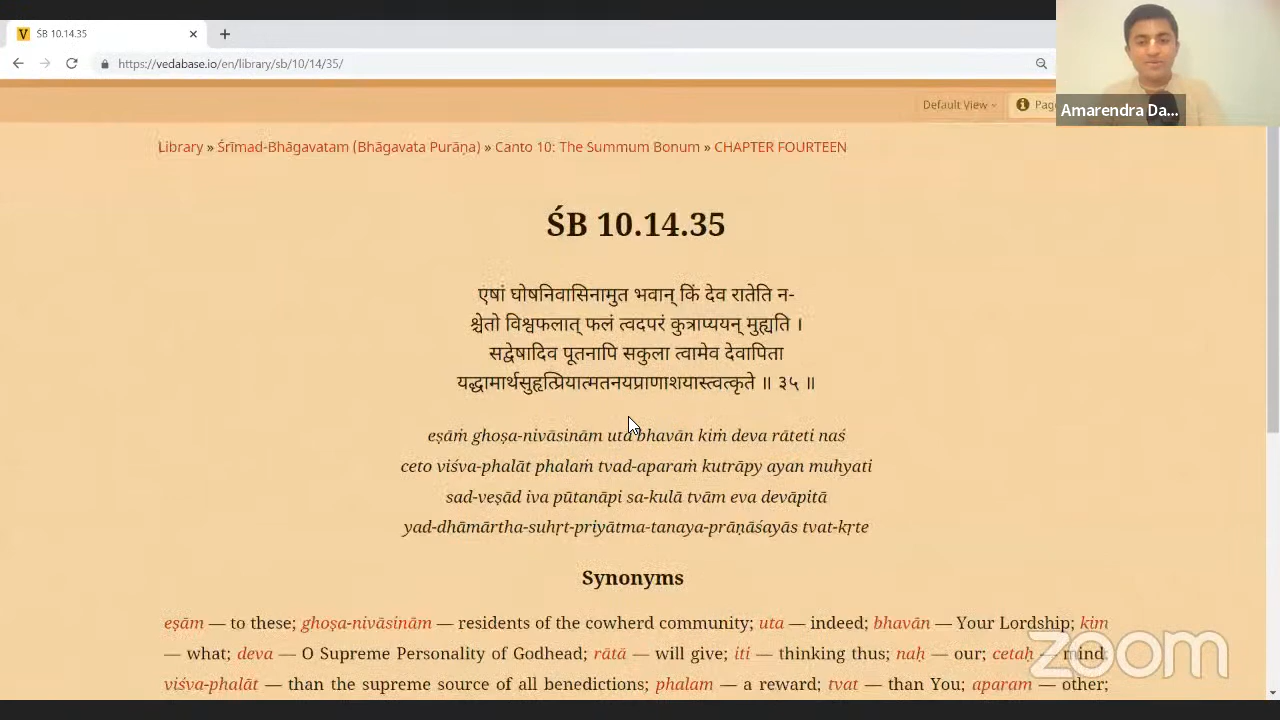 V ŚB 10.14.35
https://vedabase.io/en/library/sb/10/14/35/
Default View
Amarendra Da...
Library » Śrīmad-Bhāgavatam (Bhāgavata Purāṇa) » Canto 10: The Summum Bonum » CHAPTER FOURTEEN
ŚB 10.14.35
एषां घोषनिवासिनामुत भवान् किं देव रातेति न-
श्चेतो विश्वफलात् फलं त्वदपरं कुत्राप्ययन् मुह्यति ।
सद्वेषादिव पूतनापि सकुला त्वामेव देवापिता
यद्धामार्थसुहृत्प्रियात्मतनयप्राणाशयास्त्वत्कृते ॥ ३५ ॥
eṣāṁ ghoṣa-nivāsinām uta bhavān kiṁ deva rāteti naś
ceto viśva-phalāt phalaṁ tvad-aparaṁ kutrāpy ayan muhyati
sad-veṣād iva pūtanāpi sa-kulā tvām eva devāpitā
yad-dhāmārtha-suhṛt-priyātma-tanaya-prāṇāśayās tvat-kṛte
Synonyms
eṣām — to these; ghoṣa-nivāsinām — residents of the cowherd community; uta — indeed; bhavān — Your Lordship; kim
— what; deva — O Supreme Personality of Godhead; rātā — will give; iti — thinking thus; naḥ — our; cetaḥ — mind;
viśva-phalāt — than the supreme source of all benedictions; phalam — a reward; tvat — than You; aparam — other;
zoom